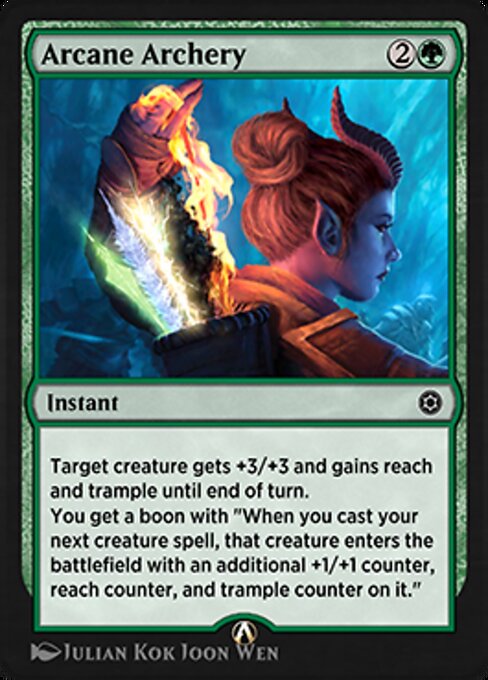 Arcane Archery 2
Instant
Target creature gets +3/+3 and gains reach
and trample until end of turn.
You get a boon with "When you cast your
next creature spell, that creature enters the
battlefield with an additional +1/+1 counter,
reach counter, and trample counter on it."
Julian Kok Joon Wen